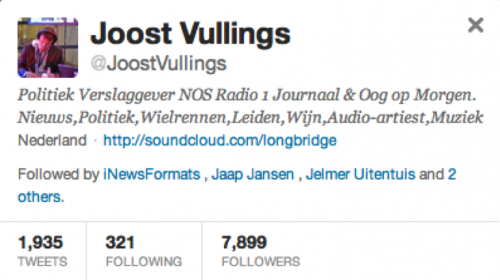 Joost Vullings
@JoostVullings
Politiek Verslaggever NOS Radio 1 Journaal & Oog op Morgen.
Nieuws,Politiek,Wielrennen,Leiden,Wijn,Audio-artiest,Muziek
Nederland · http://soundcloud.com/longbridge
Followed by iNewsFormats , Jaap Jansen , Jelmer Uitentuis and 2
others.
1,935 321 7,899
TWEETS FOLLOWING FOLLOWERS